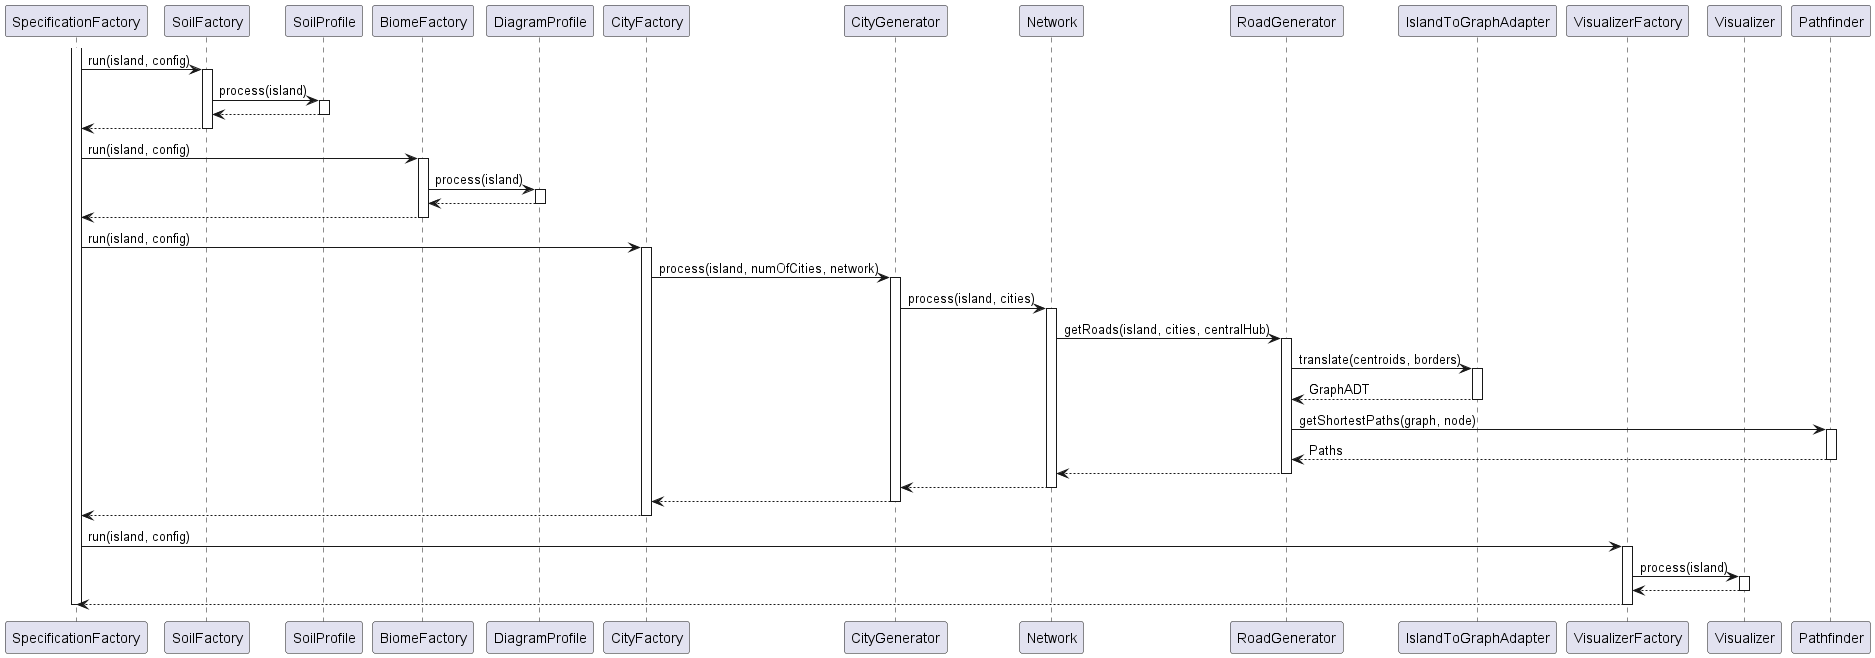 SpecificationFactory
SoilFactory
SoilProfile
BiomeFactory
DiagramProfile
CityFactory
CityGenerator
Network
RoadGenerator
IslandToGraphAdapter
VisualizerFactory
Visualizer
Pathfinder
run(island, config)
process(island)
run(island, config)
process(island)
run(island, config)
process(island, numOfCities, network)
process(island, cities)
getRoads(island, cities, centralHub)
translate(centroids, borders)
GraphADT
getShortestPaths(graph, node)
Paths
run(island, config)
process(island)
SpecificationFactory
SoilFactory
SoilProfile
BiomeFactory
DiagramProfile
CityFactory
CityGenerator
Network
RoadGenerator
IslandToGraphAdapter
VisualizerFactory
Visualizer
Pathfinder